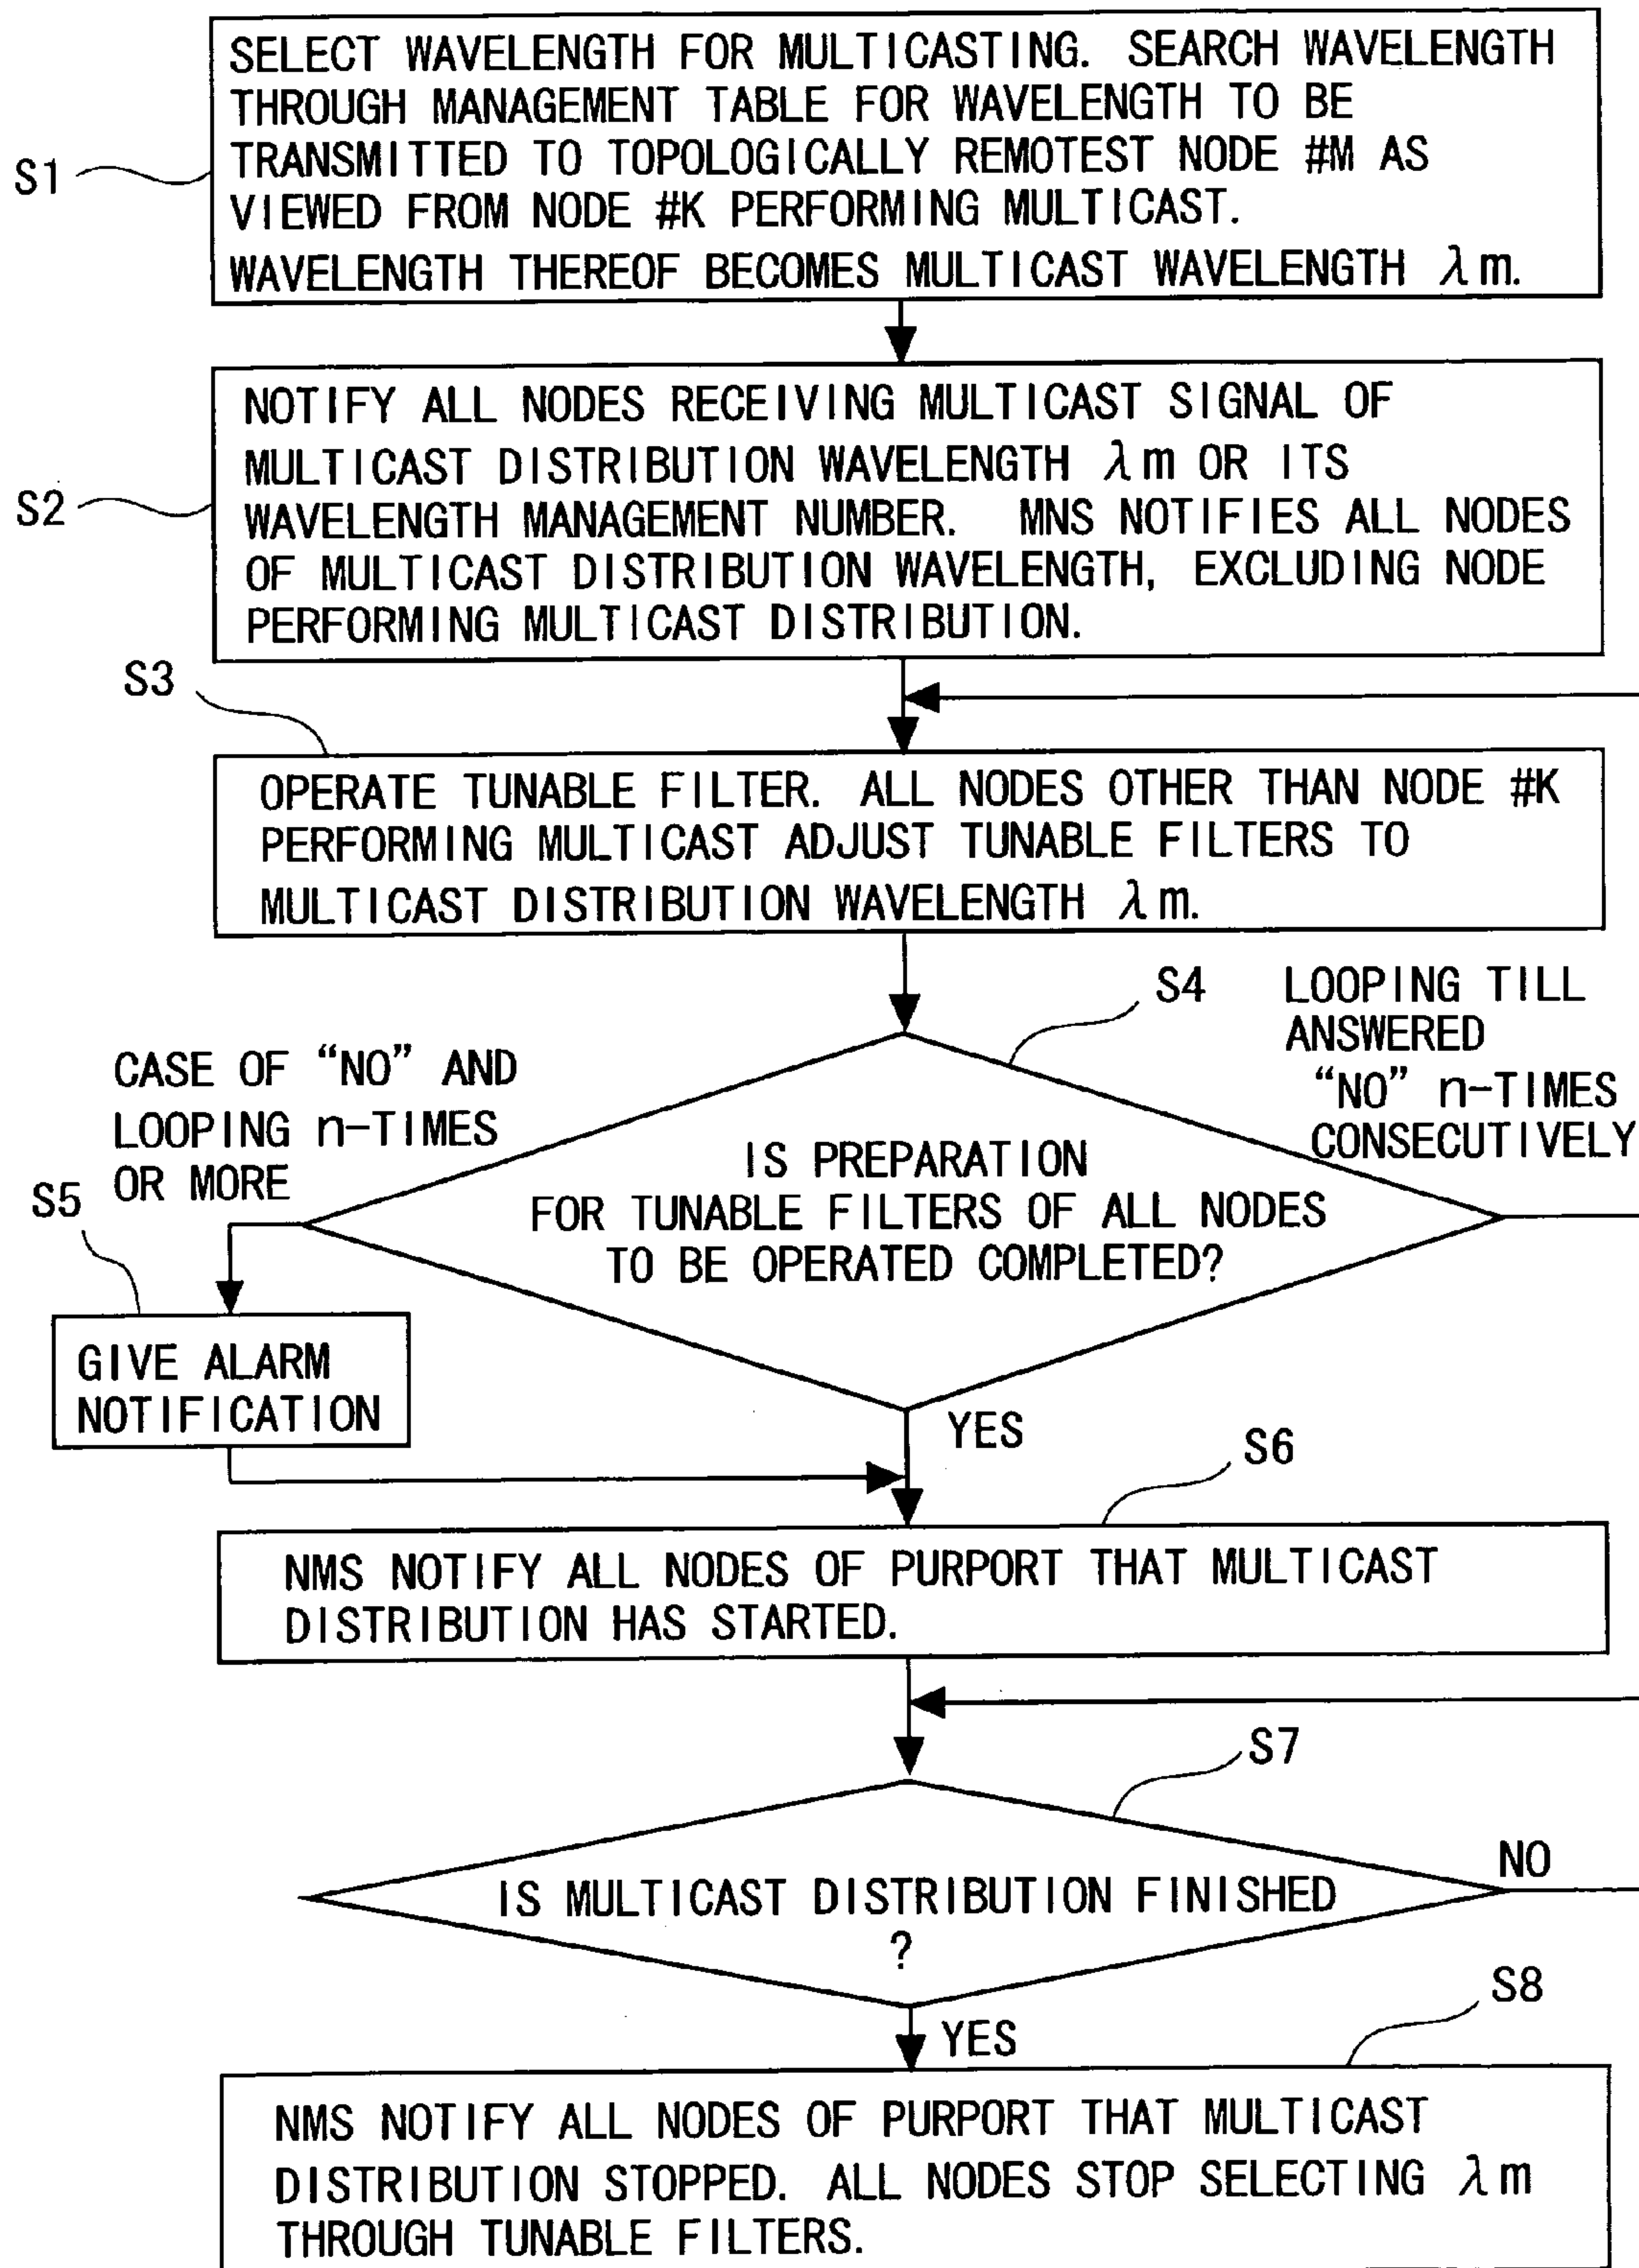 SELECT WAVELENGTH FOR MULTICASTING. SEARCH WAVELENGTH
THROUGH MANAGEMENT TABLE FOR WAVELENGTH TO BE
TRANSMITTED TO TOPOLOGICALLY REMOTEST NODE #M AS
VIEWED FROM NODE #K PERFORMING MULTICAST.
WAVELENGTH THEREOF BECOMES MULTICAST WAVELENGTH λm.
S1
NOTIFY ALL NODES RECEIVING MULTICAST SIGNAL OF
MULTICAST DISTRIBUTION WAVELENGTH λm OR ITS
WAVELENGTH MANAGEMENT NUMBER. MNS NOTIFIES ALL NODES
OF MULTICAST DISTRIBUTION WAVELENGTH, EXCLUDING NODE
PERFORMING MULTICAST DISTRIBUTION.
S2
S3
OPERATE TUNABLE FILTER. ALL NODES OTHER THAN NODE #K
PERFORMING MULTICAST ADJUST TUNABLE FILTERS TO
MULTICAST DISTRIBUTION WAVELENGTH λm.
S4
LOOPING TILL
ANSWERED
“NO” n-TIMES
CONSECUTIVELY
CASE OF “NO” AND
LOOPING n-TIMES
OR MORE
IS PREPARATION
FOR TUNABLE FILTERS OF ALL NODES
TO BE OPERATED COMPLETED?
S5
GIVE ALARM
NOTIFICATION
YES
S6
NMS NOTIFY ALL NODES OF PURPORT THAT MULTICAST
DISTRIBUTION HAS STARTED.
S7
IS MULTICAST DISTRIBUTION FINISHED
?
NO
YES
S8
NMS NOTIFY ALL NODES OF PURPORT THAT MULTICAST
DISTRIBUTION STOPPED. ALL NODES STOP SELECTING λm
THROUGH TUNABLE FILTERS.